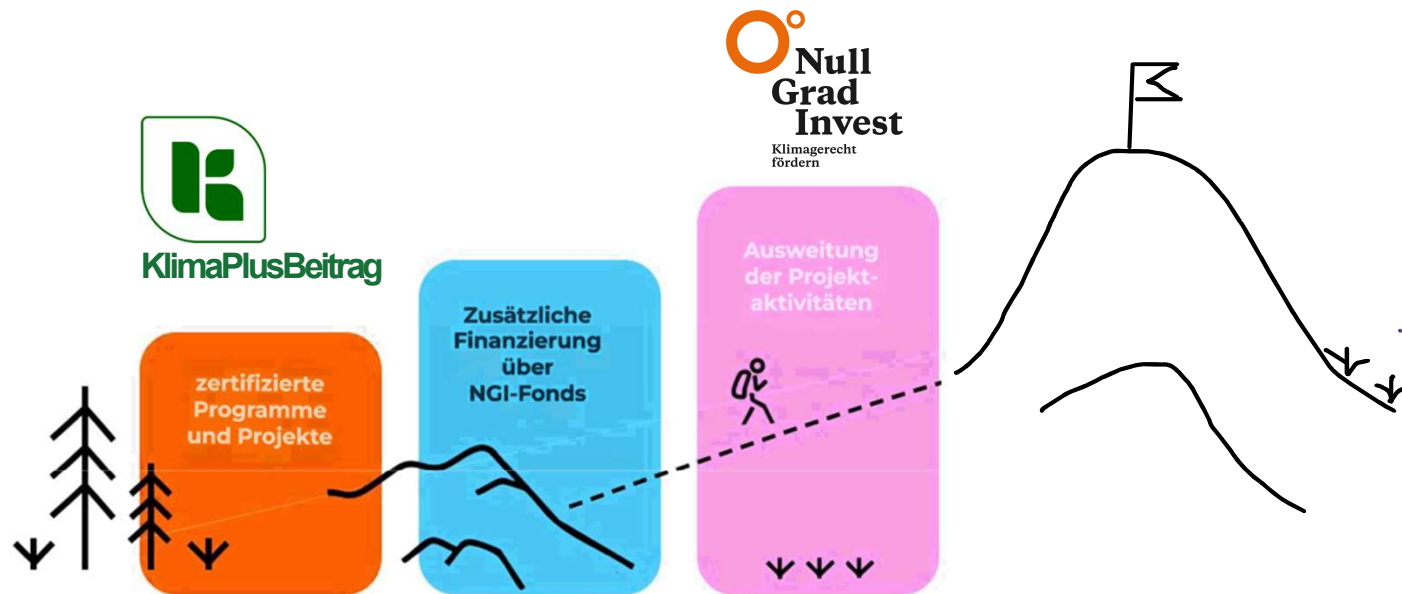 Null
Grad
Invest
Klimagerecht
fördern
KlimaPlusBeitrag
zertifizierte
Programme
und Projekte
Zusätzliche
Finanzierung
über
NGI-Fonds
Ausweitung
der Projekt-
aktivitäten